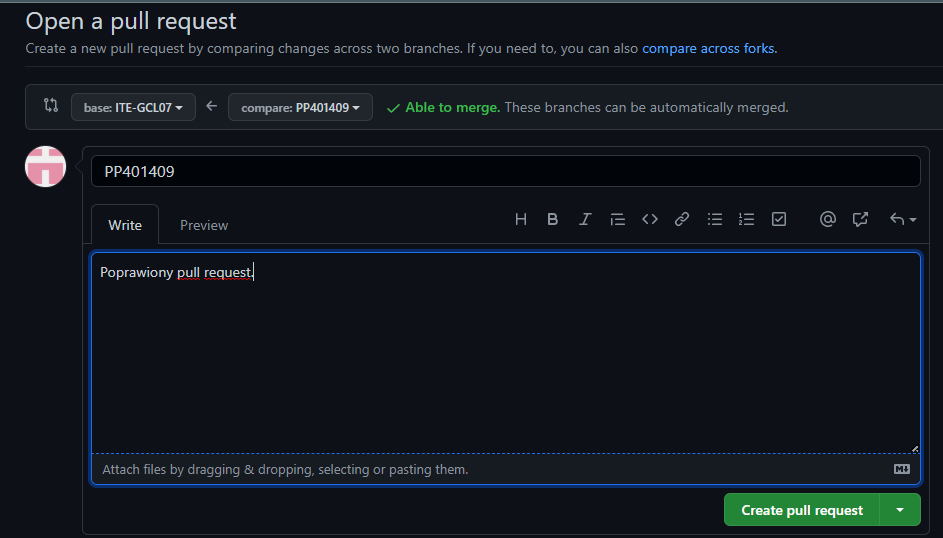 Open a pull request
Create a new pull request by comparing changes across two branches. If you need to, you can also compare across forks.
base: ITE-GCL07 compare: PP401409 Able to merge. These branches can be automatically merged.
PP401409
Write Preview
Poprawiony pull request.
Attach files by dragging & dropping, selecting or pasting them.
Create pull request